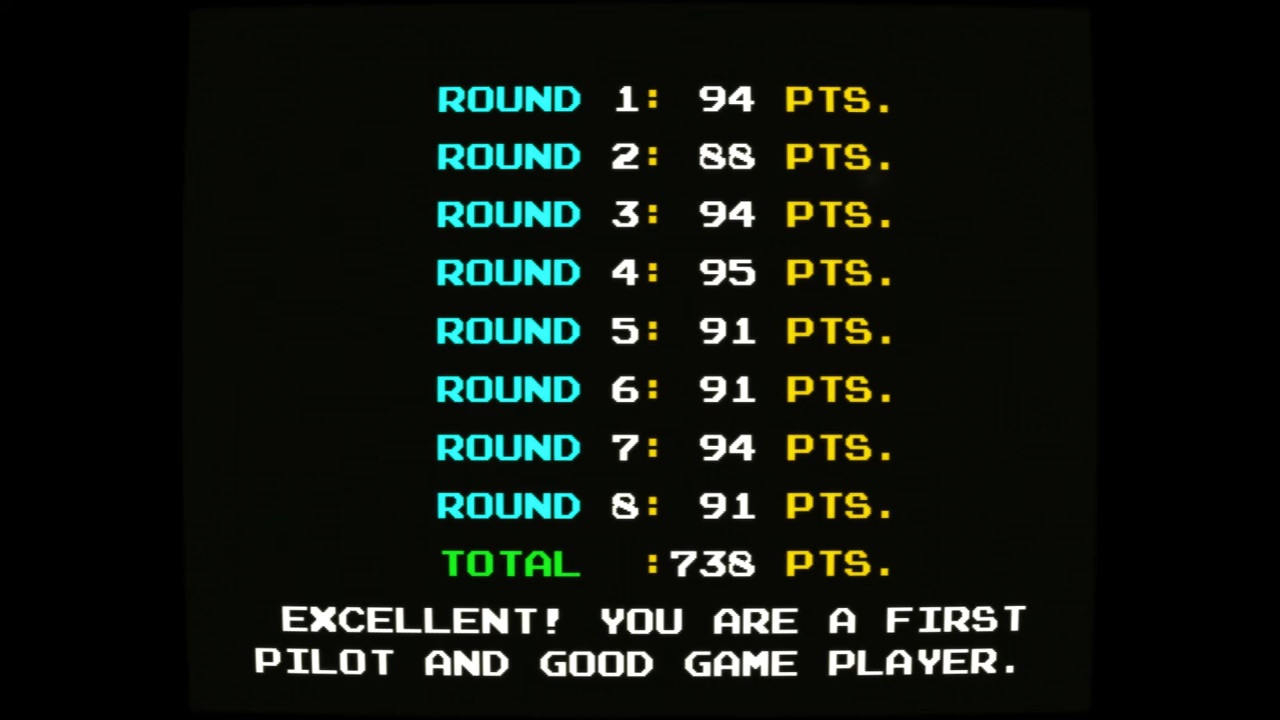 ROUND 1: 94 PTS.
ROUND 2: 88 PTS.
ROUND 3: 94 PTS.
ROUND 4: 95 PTS.
ROUND 5: 91 PTS.
ROUND 6: 91 PTS.
ROUND 7: 94 PTS.
ROUND 8: 91 PTS.
TOTAL :738 PTS.
EXCELLENT! YOU ARE A FIRST
PILOT AND GOOD GAME PLAYER.